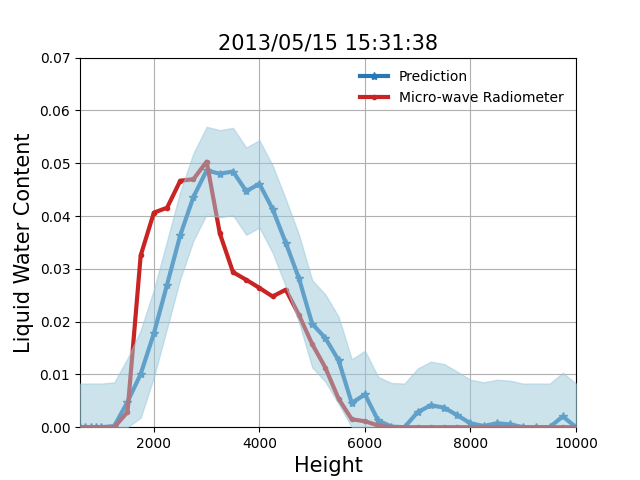 2013/05/15 15:31:38
Prediction
Micro-wave Radiometer
Liquid Water Content
0.07
0.06
0.05
0.04
0.03
0.02
0.01
0.00
2000 4000 6000 8000 10000
Height